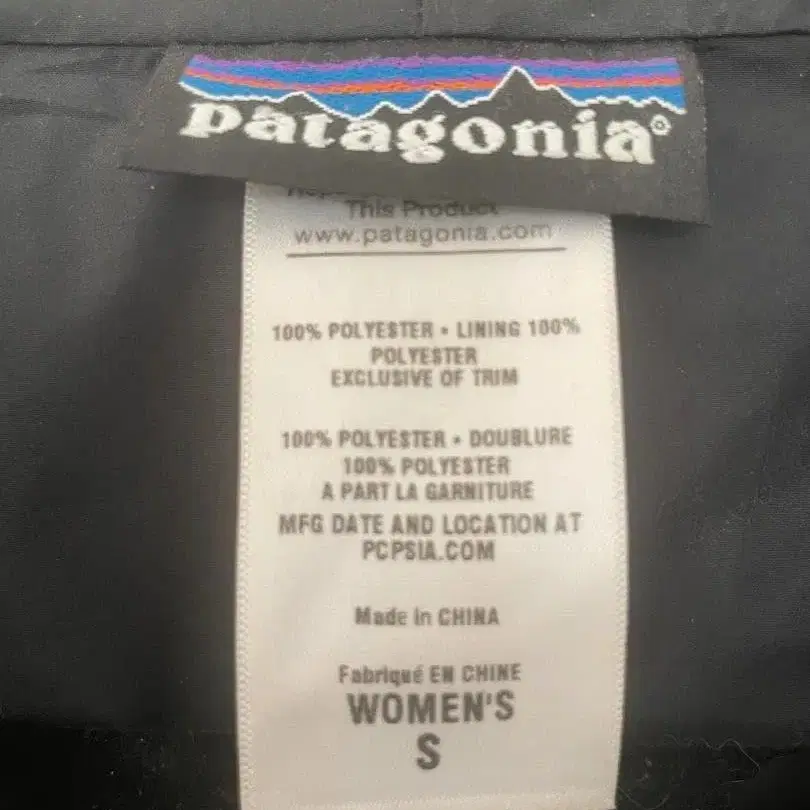 patagonia®
This Product
www.patagonia.com
100% POLYESTER • LINING 100%
POLYESTER
EXCLUSIVE OF TRIM
100% POLYESTER • DOUBLURE
100% POLYESTER
A PART LA GARNITURE
MFG DATE AND LOCATION AT
PCPSIA.COM
Made in CHINA
Fabriqué EN CHINE
WOMEN'S
S